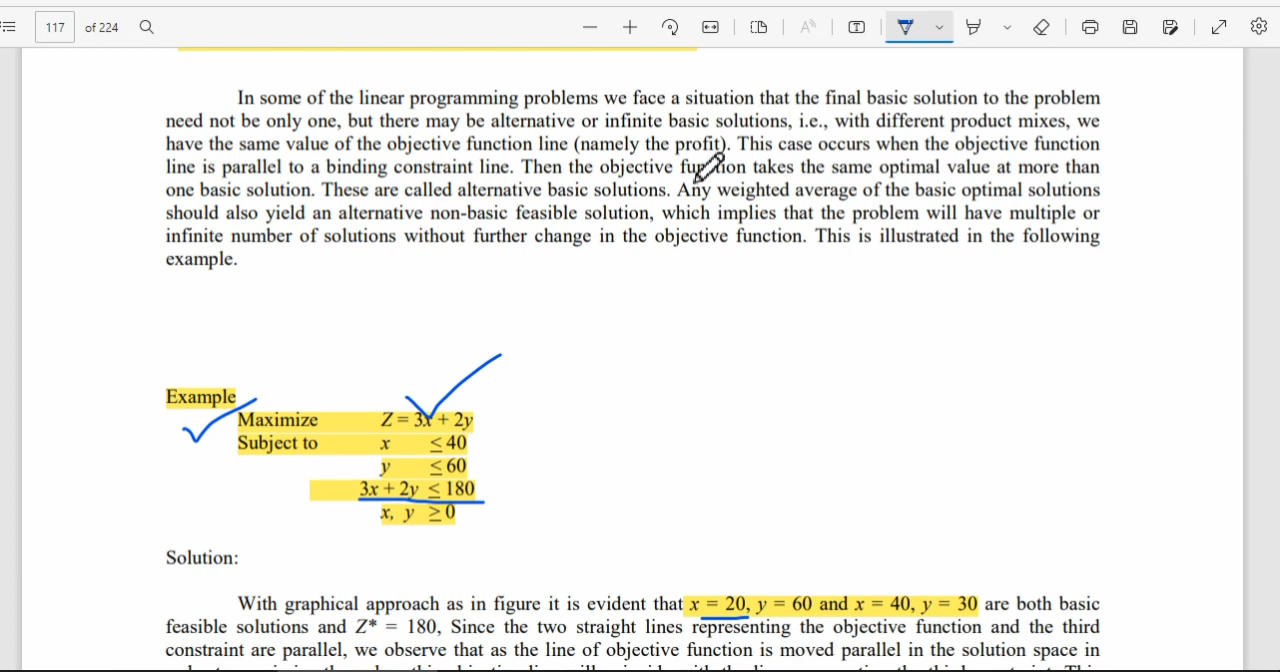 117 of 224
In some of the linear programming problems we face a situation that the final basic solution to the problem
need not be only one, but there may be alternative or infinite basic solutions, i.e., with different product mixes, we
have the same value of the objective function line (namely the profit). This case occurs when the objective function
line is parallel to a binding constraint line. Then the objective function takes the same optimal value at more than
one basic solution. These are called alternative basic solutions. Any weighted average of the basic optimal solutions
should also yield an alternative non-basic feasible solution, which implies that the problem will have multiple or
infinite number of solutions without further change in the objective function. This is illustrated in the following
example.
Example
Maximize Z = 3x + 2y
Subject to x ≤ 40
y ≤ 60
3x + 2y ≤ 180
x, y ≥ 0
Solution:
With graphical approach as in figure it is evident that x = 20, y = 60 and x = 40, y = 30 are both basic
feasible solutions and Z* = 180, Since the two straight lines representing the objective function and the third
constraint are parallel, we observe that as the line of objective function is moved parallel in the solution space in